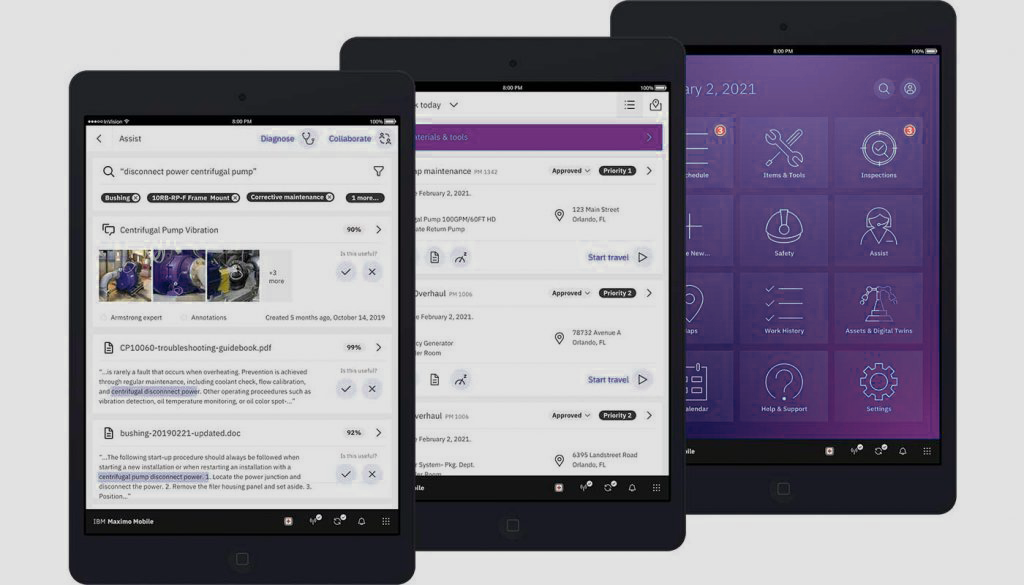 ●●●○○ InVision 8:00 PM 100%
Assist Diagnose Collaborate
"disconnect power centrifugal pump"
Bushing 10RB-RP-F Frame Mount Corrective maintenance 1 more...
Centrifugal Pump Vibration 90%
Is this useful?
+3
more
Armstrong expert Annotations Created 5 months ago, October 14, 2019
CP10060-troubleshooting-guidebook.pdf 99%
Is this useful?
"...is rarely a fault that occurs when overheating. Prevention is achieved
through regular maintenance, including coolant check, flow calibration,
and centrifugal disconnnect power. Other operating procedures such as
vibration detection, oil temperature monitoring, or oil color spot-..."
bushing-20190221-updated.doc 92%
Is this useful?
"...The following start-up procedure should always be followed when
starting a new installation or when restarting an installation with a
centrifugal pump disconnect power. 1. Locate the power junction and
disconnect the power. 2. Remove the filer housing panel and set aside. 3.
Position..."
IBM Maximo Mobile
8:00 PM 100%
k today
terials & tools
ap maintenance PM 1342 Approved Priority 1
e February 2, 2021.
gal Pump 100GPM/60FT HD
ate Return Pump
123 Main Street
Orlando, FL
Start travel
Overhaul PM 1006 Approved Priority 2
e February 2, 2021.
cy Generator
er Room
78732 Avenue A
Orlando, FL
Start travel
verhaul PM 1006 Approved Priority 2
e February 2, 2021.
r System- Pkg. Dept.
er Room
6395 Landstreet Road
Orlando, FL
bile
8:00 PM 100%
ary 2, 2021
3
chedule
Items & Tools
3
Inspections
e New...
Safety
Assist
aps
Work History
Assets & Digital Twins
alendar
Help & Support
Settings
bile